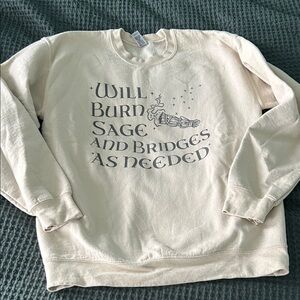 Will
Burn
Sage
and Bridges
as needed